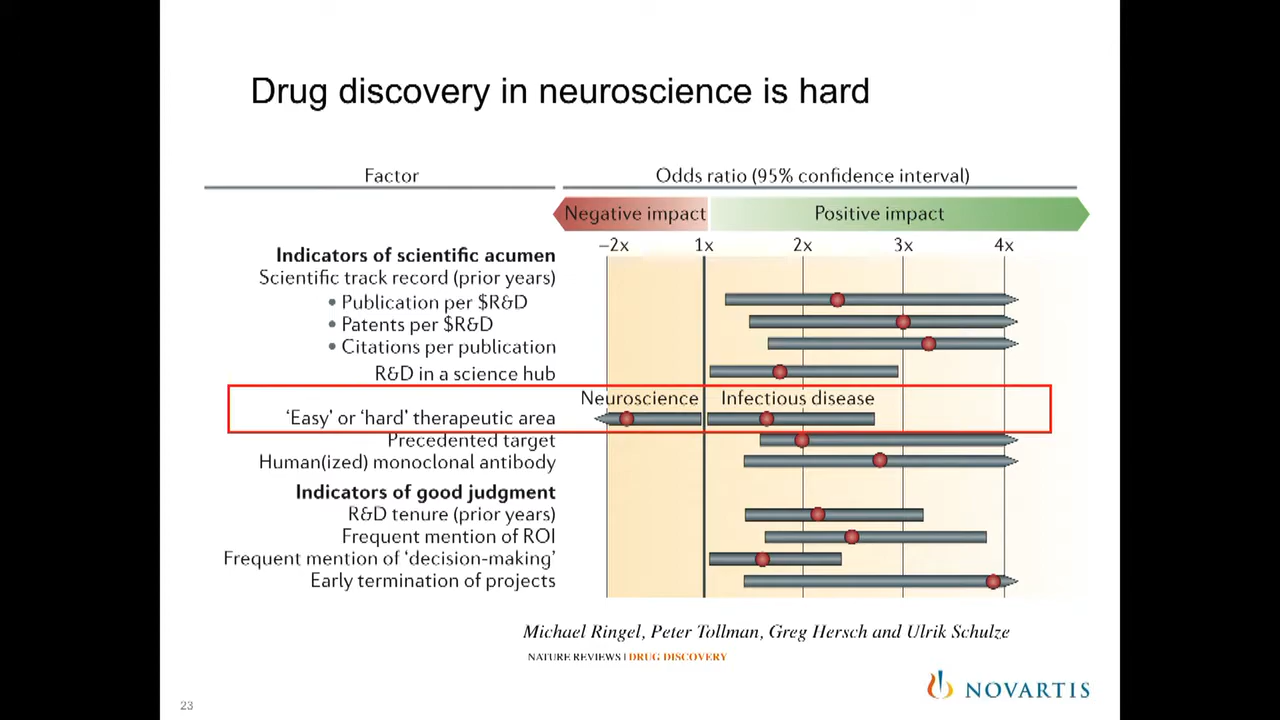 Drug discovery in neuroscience is hard
Factor
Odds ratio (95% confidence interval)
Negative impact
Positive impact
–2x 1x 2x 3x 4x
Indicators of scientific acumen
Scientific track record (prior years)
• Publication per $R&D
• Patents per $R&D
• Citations per publication
R&D in a science hub
Neuroscience
Infectious disease
‘Easy’ or ‘hard’ therapeutic area
Precedented target
Human(ized) monoclonal antibody
Indicators of good judgment
R&D tenure (prior years)
Frequent mention of ROI
Frequent mention of ‘decision-making’
Early termination of projects
Michael Ringel, Peter Tollman, Greg Hersch and Ulrik Schulze
NATURE REVIEWS | DRUG DISCOVERY
NOVARTIS
23